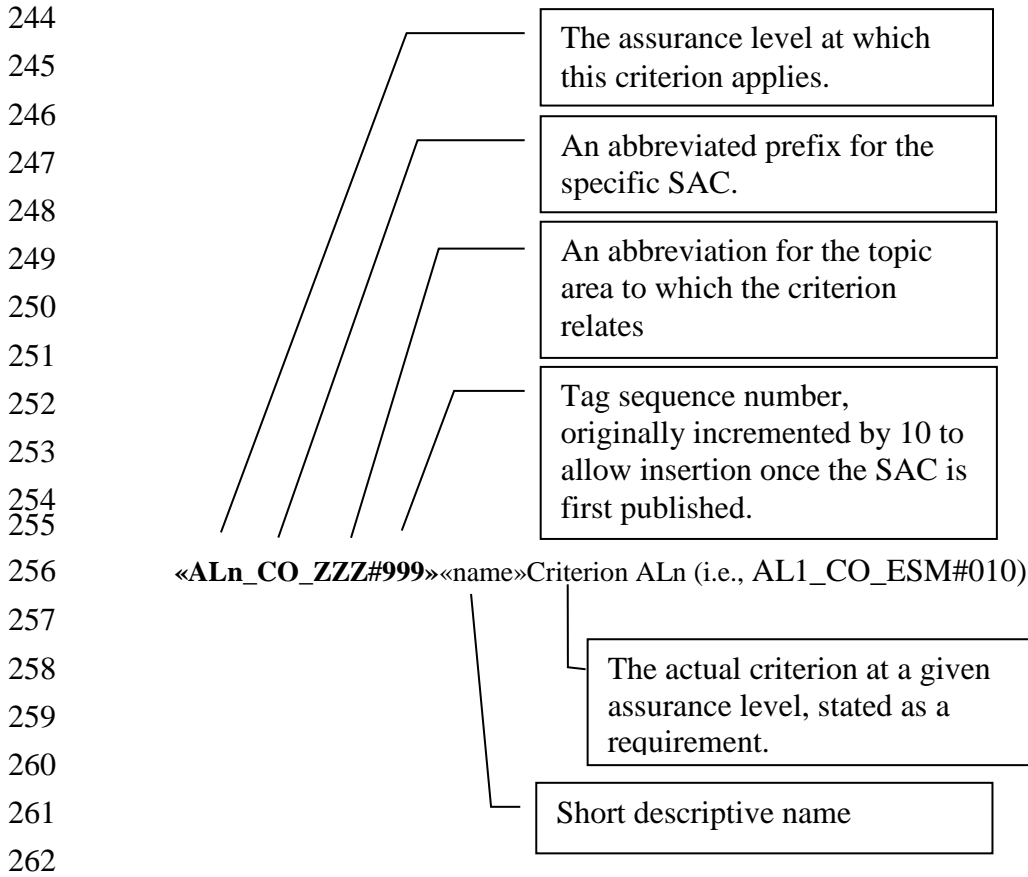 244
The assurance level at which
245
this criterion applies.
246
247
An abbreviated prefix for the
specific SAC.
248
249
An abbreviation for the topic
area to which the criterion
250
relates
251
252
Tag sequence number,
originally incremented by 10 to
253
allow insertion once the SAC is
254
first published.
255
256 «ALn_CO_ZZZ#999»«name»Criterion ALn (i.e., AL1_CO_ESM#010)
257
258
The actual criterion at a given
assurance level, stated as a
259
requirement.
260
261 Short descriptive name
262